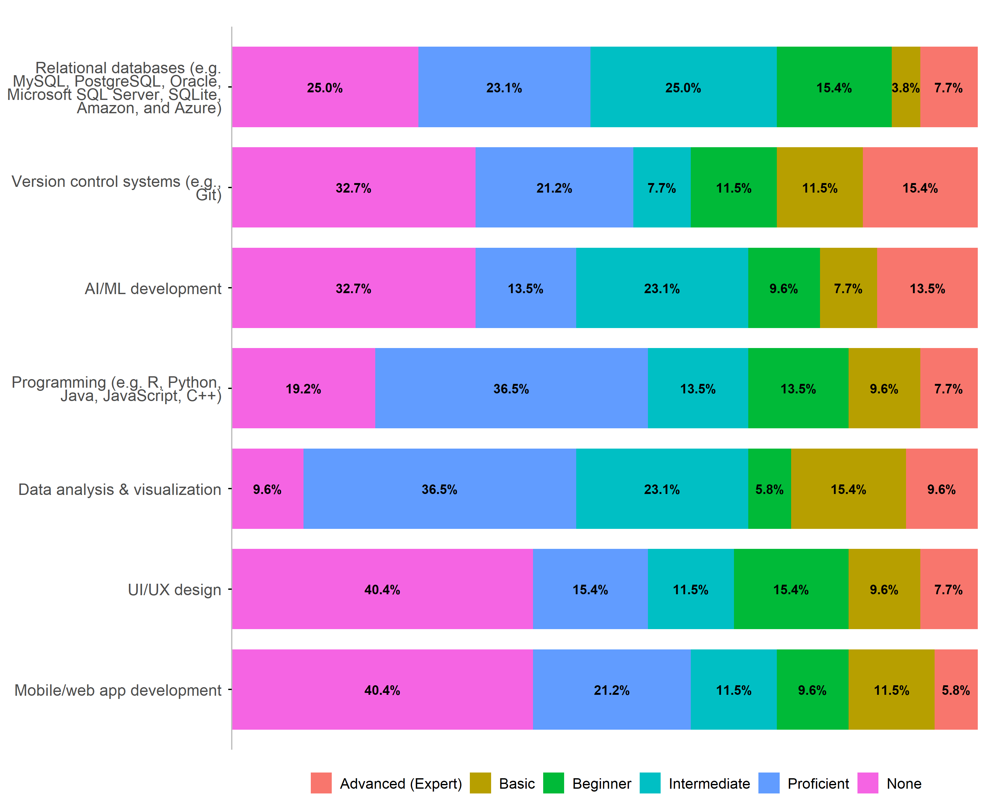 Relational databases (e.g.
MySQL, PostgreSQL, Oracle,
Microsoft SQL Server, SQLite,
Amazon, and Azure)
25.0% 23.1% 25.0% 15.4% 3.8% 7.7%
Version control systems (e.g.,
Git)
32.7% 21.2% 7.7% 11.5% 11.5% 15.4%
AI/ML development
32.7% 13.5% 23.1% 9.6% 7.7% 13.5%
Programming (e.g. R, Python,
Java, JavaScript, C++)
19.2% 36.5% 13.5% 13.5% 9.6% 7.7%
Data analysis & visualization
9.6% 36.5% 23.1% 5.8% 15.4% 9.6%
UI/UX design
40.4% 15.4% 11.5% 15.4% 9.6% 7.7%
Mobile/web app development
40.4% 21.2% 11.5% 9.6% 11.5% 5.8%
Advanced (Expert) Basic Beginner Intermediate Proficient None